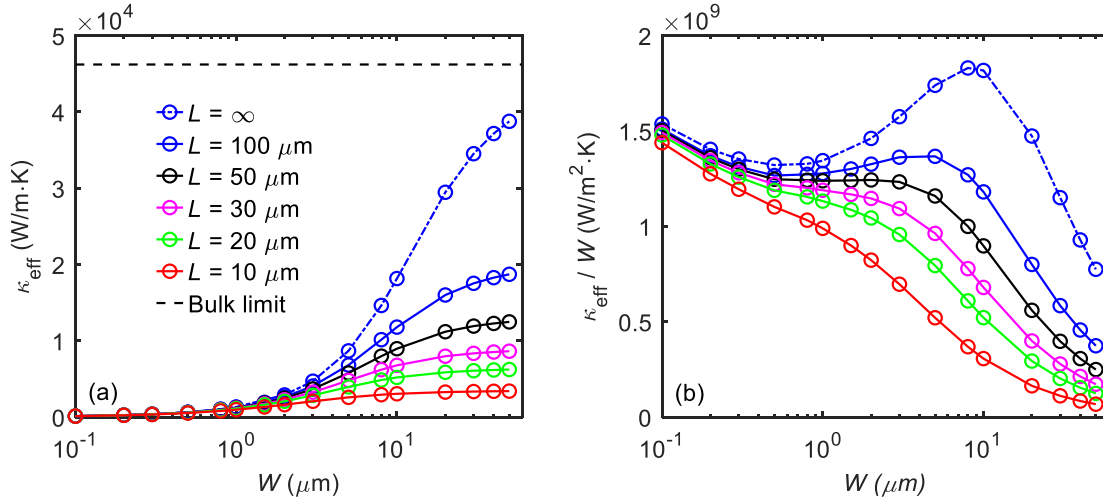 ×10⁴
5
4
3
2
1
0
κeff (W/m·K)
L = ∞
L = 100 μm
L = 50 μm
L = 30 μm
L = 20 μm
L = 10 μm
Bulk limit
(a)
10⁻¹ 10⁰ 10¹
W (μm)
×10⁹
2
1.5
1
0.5
0
κeff / W (W/m²·K)
(b)
10⁻¹ 10⁰ 10¹
W (μm)